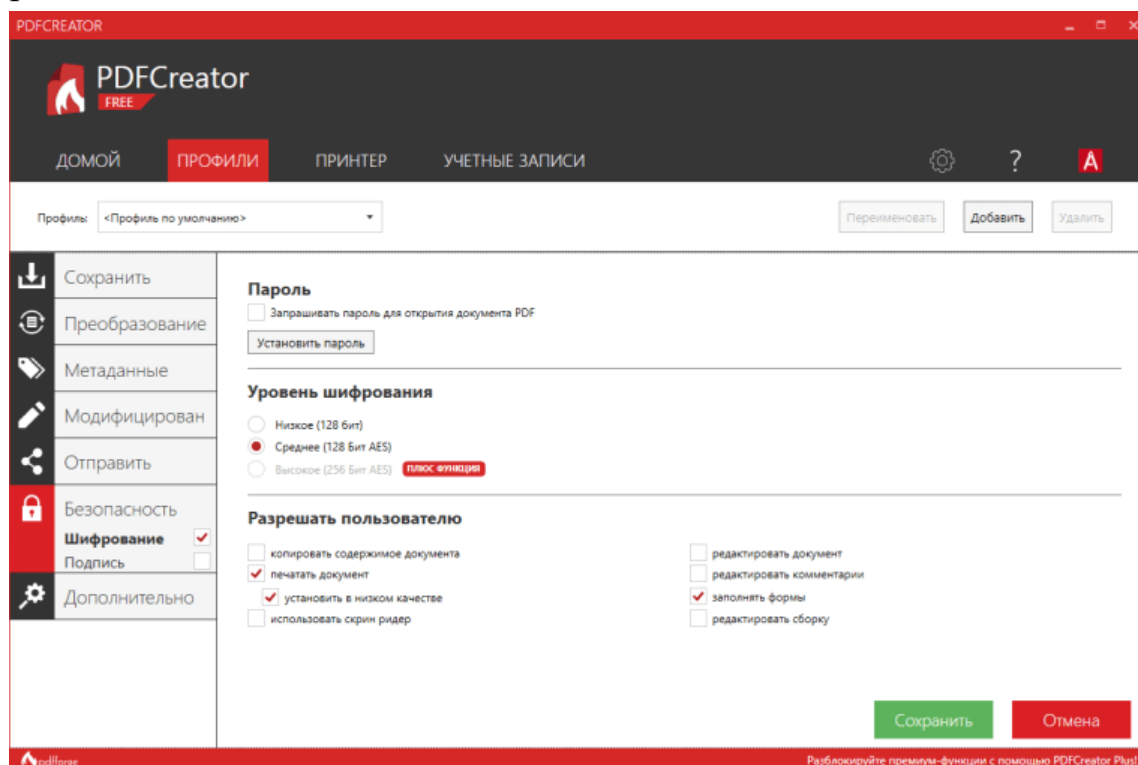 PDFCREATOR
PDFCreator
FREE
ДОМОЙ ПРОФИЛИ ПРИНТЕР УЧЕТНЫЕ ЗАПИСИ ? A
Профиль: <Профиль по умолчанию> Переименовать Добавить Удалить
Сохранить
Преобразование
Метаданные
Модифицирован
Отправить
Безопасность
Шифрование
Подпись
Дополнительно
Пароль
Запрашивать пароль для открытия документа PDF
Установить пароль
Уровень шифрования
Низкое (128 бит)
Среднее (128 Бит AES)
Высокое (256 Бит AES) ПЛЮС ФУНКЦИЯ
Разрешать пользователю
копировать содержимое документа
печатать документ
установить в низком качестве
использовать скрин ридер
редактировать документ
редактировать комментарии
заполнять формы
редактировать сборку
Сохранить Отмена
pdfforge Разблокируйте премиум-функции с помощью PDFCreator Plus!